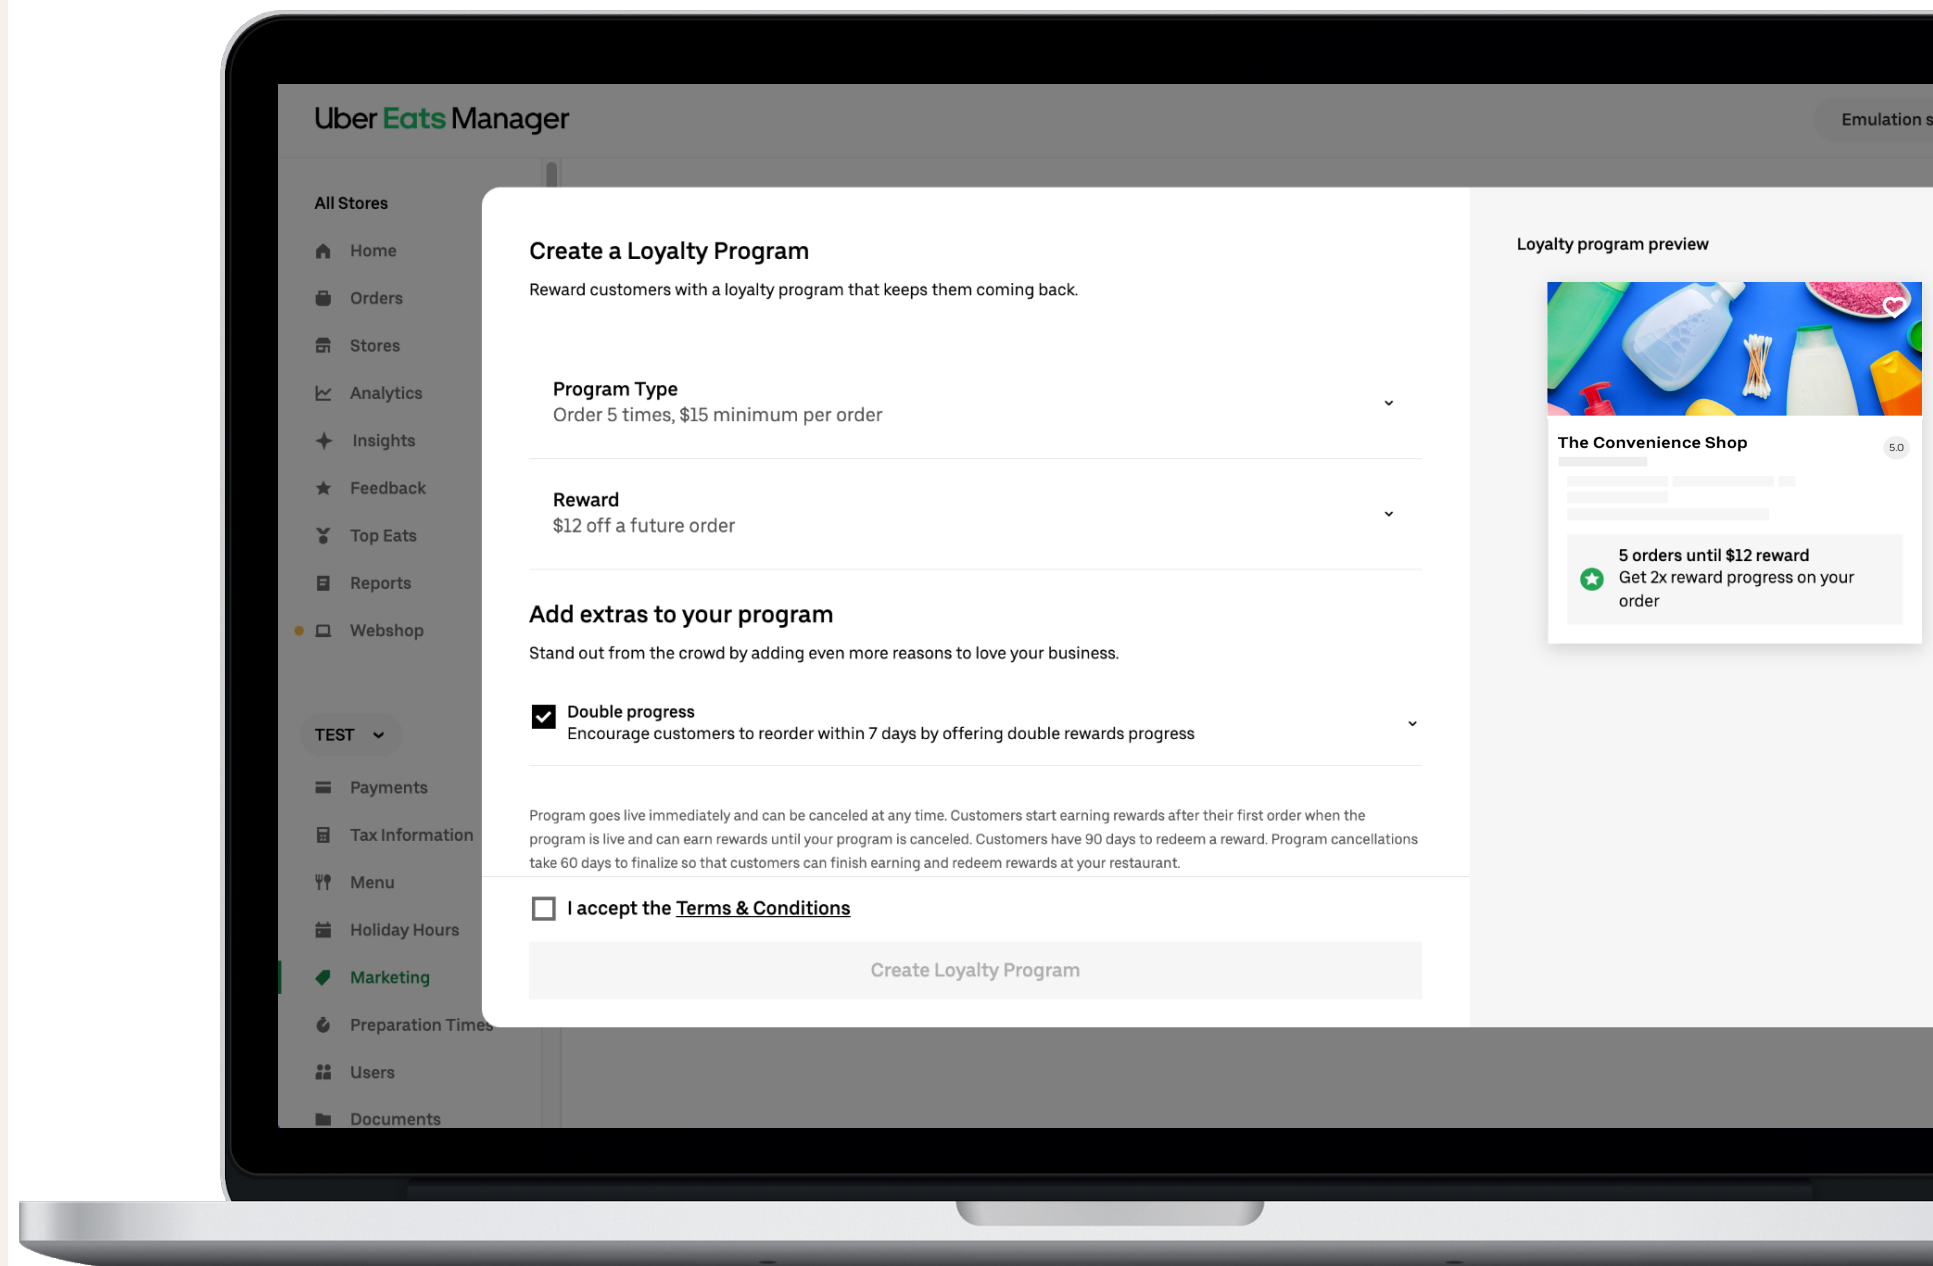 Uber Eats Manager
Emulation s
All Stores
Home
Orders
Stores
Analytics
Insights
Feedback
Top Eats
Reports
Webshop
TEST
Payments
Tax Information
Menu
Holiday Hours
Marketing
Preparation Times
Users
Documents
Create a Loyalty Program
Reward customers with a loyalty program that keeps them coming back.
Program Type
Order 5 times, $15 minimum per order
Reward
$12 off a future order
Add extras to your program
Stand out from the crowd by adding even more reasons to love your business.
Double progress
Encourage customers to reorder within 7 days by offering double rewards progress
Program goes live immediately and can be canceled at any time. Customers start earning rewards after their first order when the
program is live and can earn rewards until your program is canceled. Customers have 90 days to redeem a reward. Program cancellations
take 60 days to finalize so that customers can finish earning and redeem rewards at your restaurant.
I accept the Terms & Conditions
Create Loyalty Program
Loyalty program preview
The Convenience Shop
5.0
5 orders until $12 reward
Get 2x reward progress on your
order